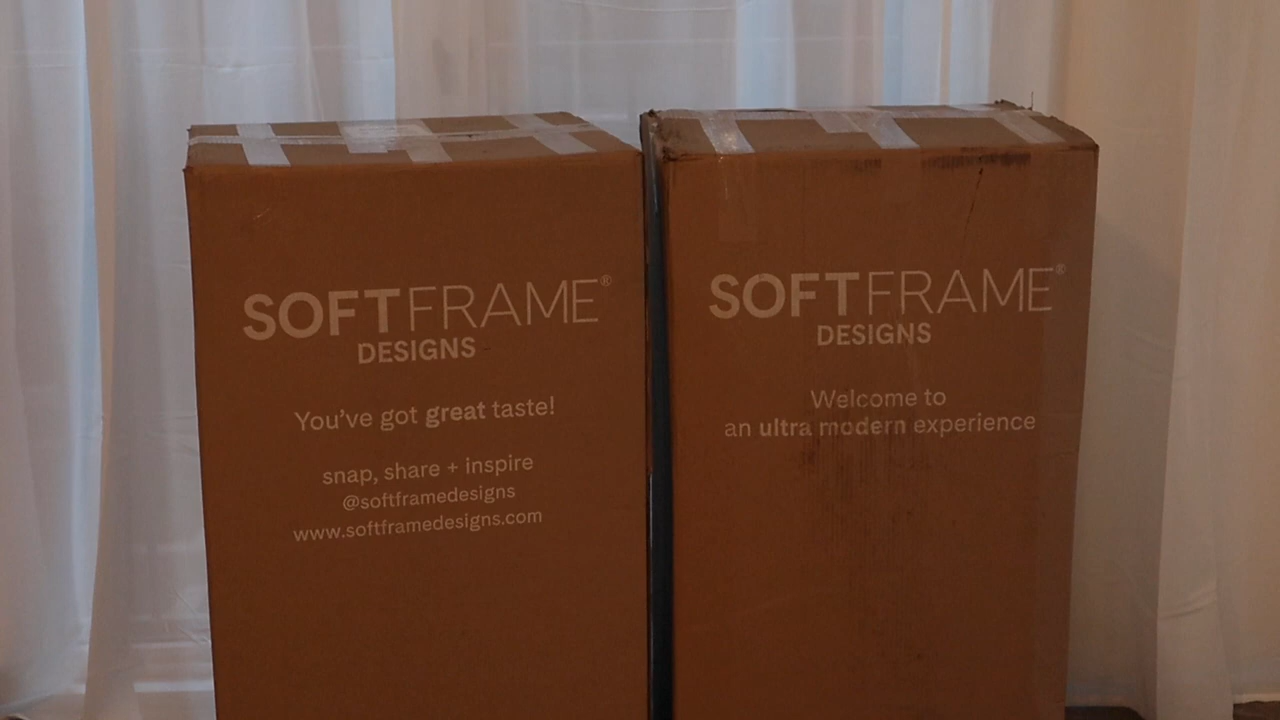 SOFTFRAME®
DESIGNS
You've got great taste!
snap, share + inspire
@softframedesigns
www.softframedesigns.com
SOFTFRAME®
DESIGNS
Welcome to
an ultra modern experience